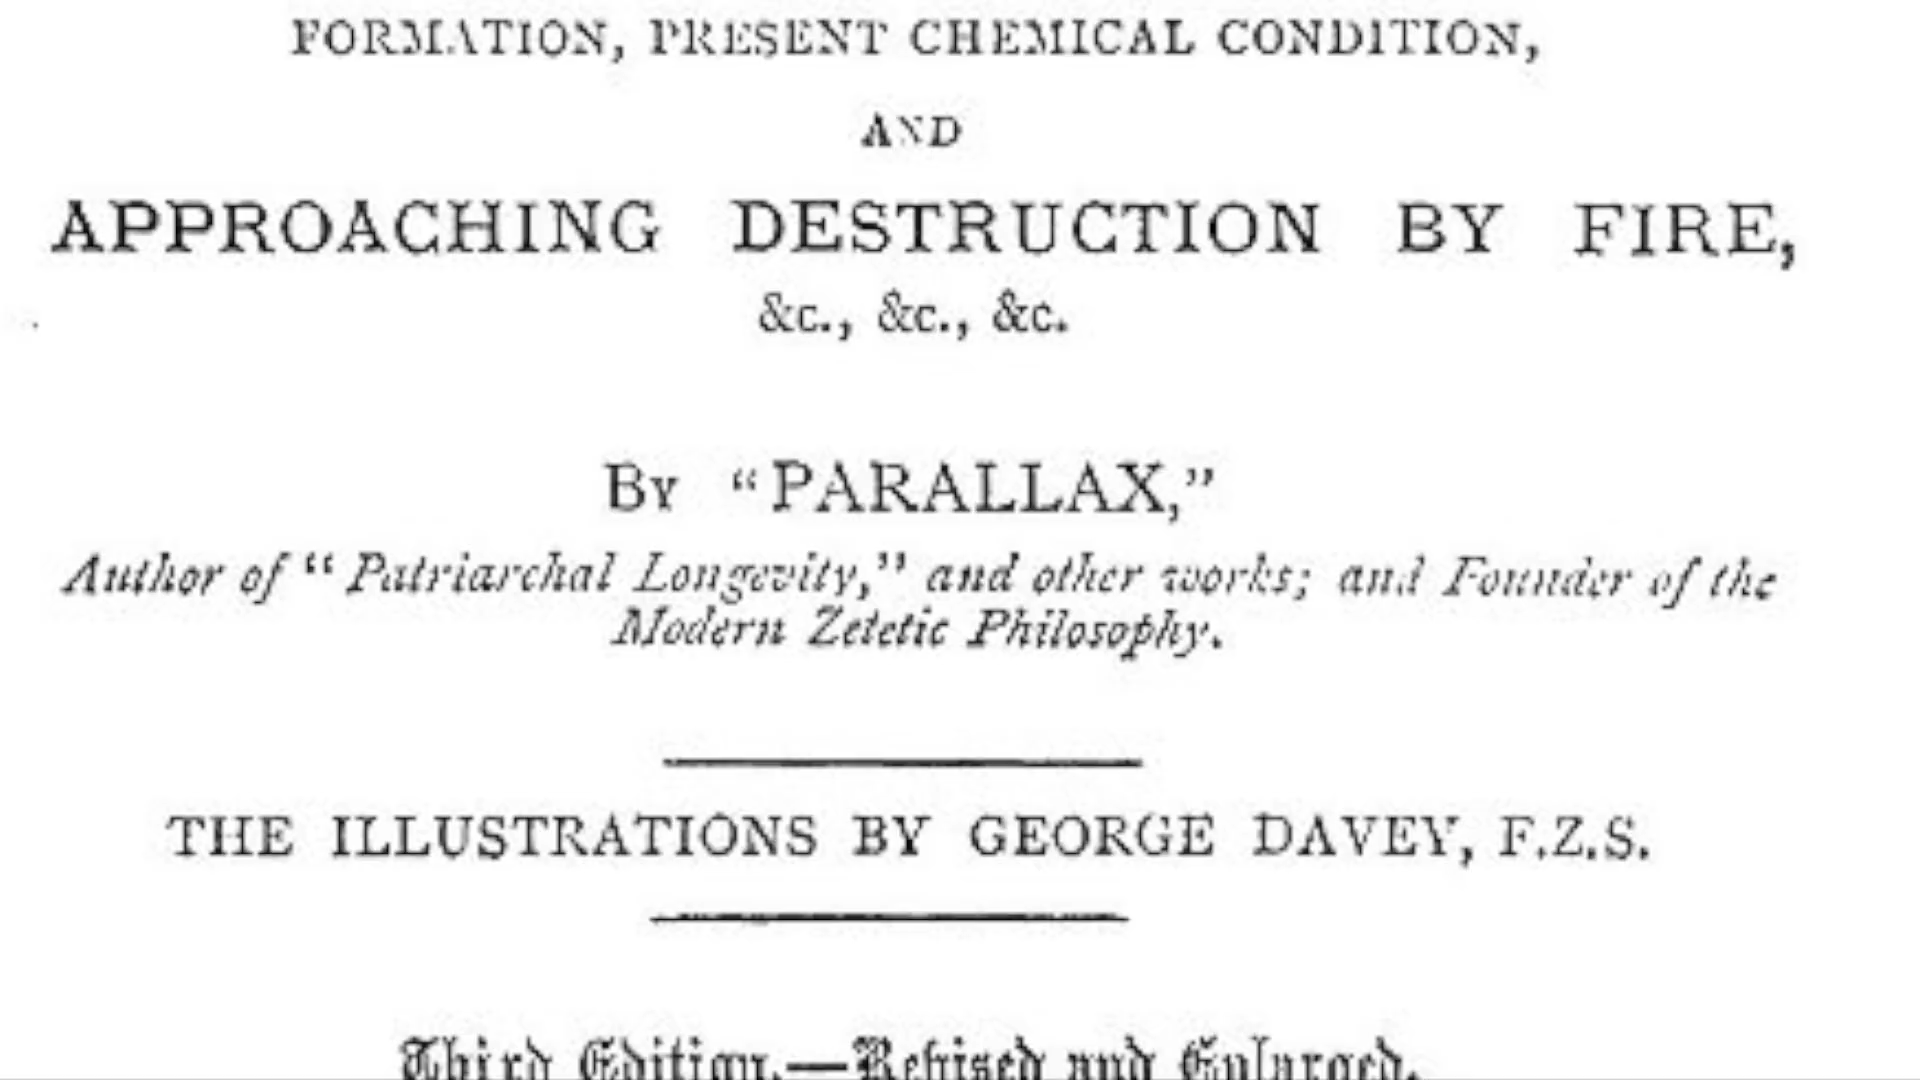 FORMATION, PRESENT CHEMICAL CONDITION,
AND
APPROACHING DESTRUCTION BY FIRE,
&c., &c., &c.
By “PARALLAX,”
Author of “Patriarchal Longevity,” and other works; and Founder of the
Modern Zetetic Philosophy.
THE ILLUSTRATIONS BY GEORGE DAVEY, F.Z.S.
Third Edition.—Revised and Enlarged.